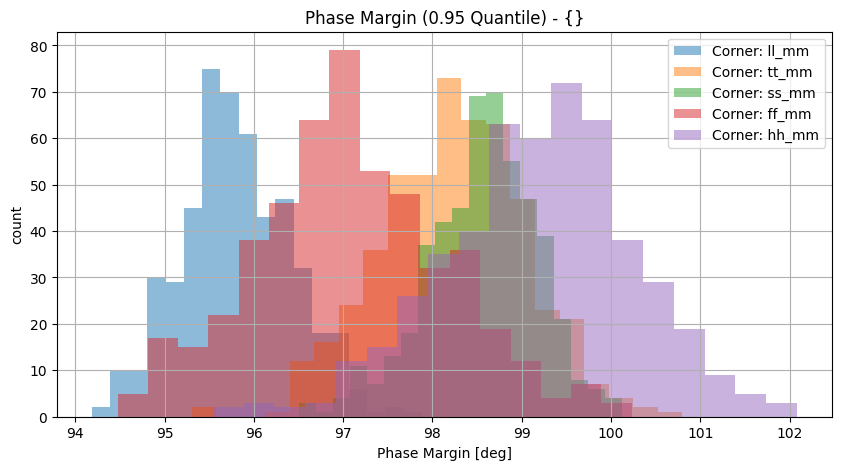 Phase Margin (0.95 Quantile) - {}
80
70
60
50
40
30
20
10
0
count
Corner: ll_mm
Corner: tt_mm
Corner: ss_mm
Corner: ff_mm
Corner: hh_mm
94
95
96
97
98
99
100
101
102
Phase Margin [deg]